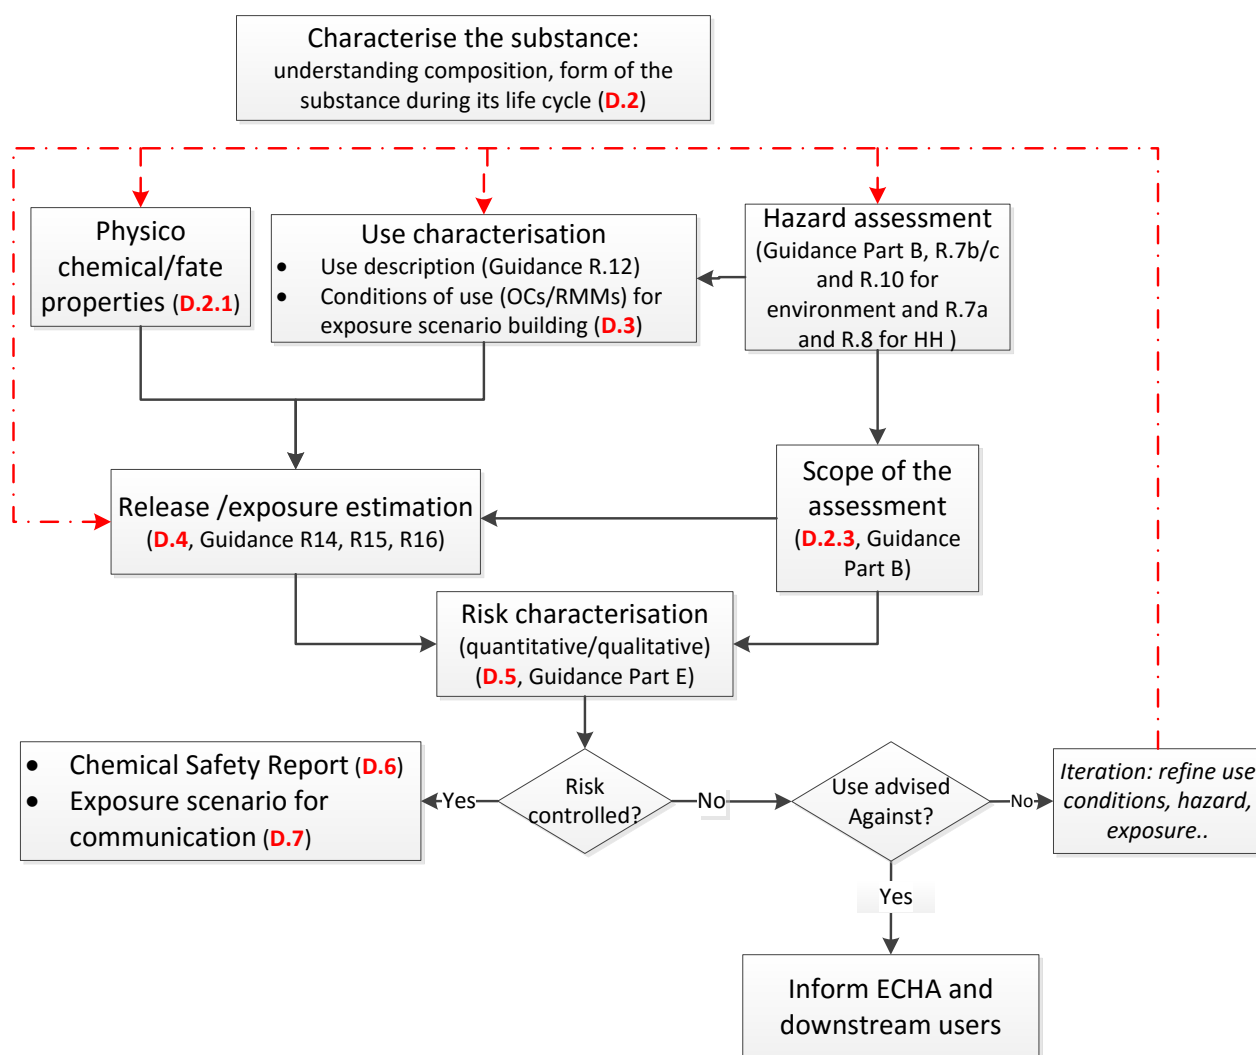 Characterise the substance:
understanding composition, form of the
substance during its life cycle (D.2)
Physico
chemical/fate
properties (D.2.1)
Use characterisation
• Use description (Guidance R.12)
• Conditions of use (OCs/RMMs) for
exposure scenario building (D.3)
Hazard assessment
(Guidance Part B, R.7b/c
and R.10 for
environment and R.7a
and R.8 for HH )
Release /exposure estimation
(D.4, Guidance R14, R15, R16)
Scope of the
assessment
(D.2.3, Guidance
Part B)
Risk characterisation
(quantitative/qualitative)
(D.5, Guidance Part E)
• Chemical Safety Report (D.6)
• Exposure scenario for
communication (D.7)
Yes
Risk
controlled?
No
Use advised
Against?
No
Iteration: refine use
conditions, hazard,
exposure..
Yes
Inform ECHA and
downstream users